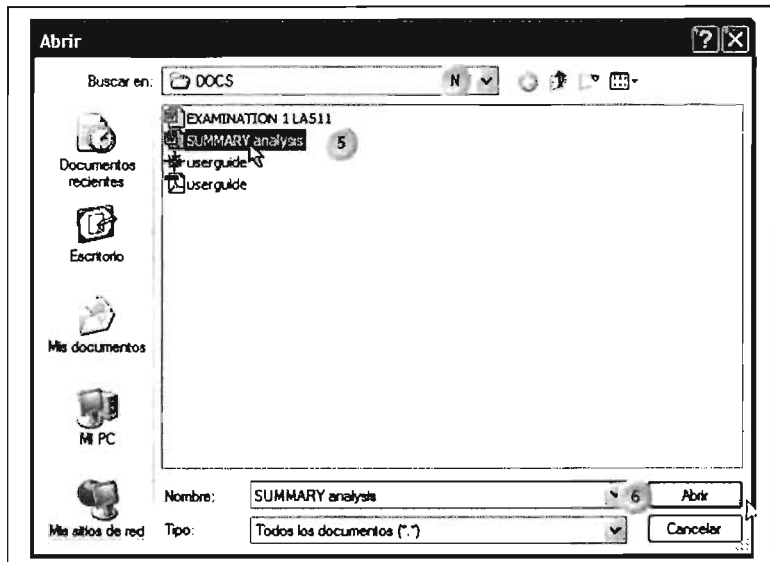 Abrir
Buscar en: DOCS N
EXAMINATION 1 LA511
SUMMARY analysis 5
userguide
userguide
Documentos
recientes
Escritorio
Mis documentos
Mi PC
Mis sitios de red
Nombre: SUMMARY analysis 6 Abrir
Tipo: Todos los documentos (*.*) Cancelar